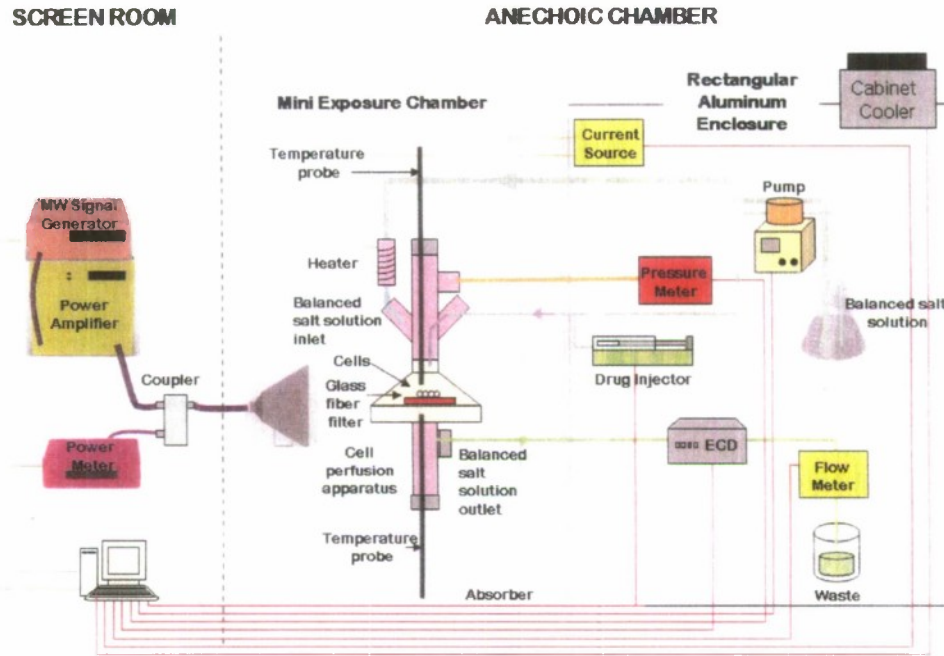 SCREEN ROOM
ANECHOIC CHAMBER
Mini Exposure Chamber
Rectangular
Aluminum
Enclosure
Cabinet
Cooler
Current
Source
Temperature
probe
Pump
MW Signal
Generator
Power
Amplifier
Heater
Pressure
Meter
Balanced
salt solution
inlet
Balanced salt
solution
Drug Injector
Cells
Glass
fiber
filter
Coupler
Power
Meter
Cell
perfusion
apparatus
Balanced
salt
solution
outlet
ECD
Flow
Meter
Temperature
probe
Waste
Absorber